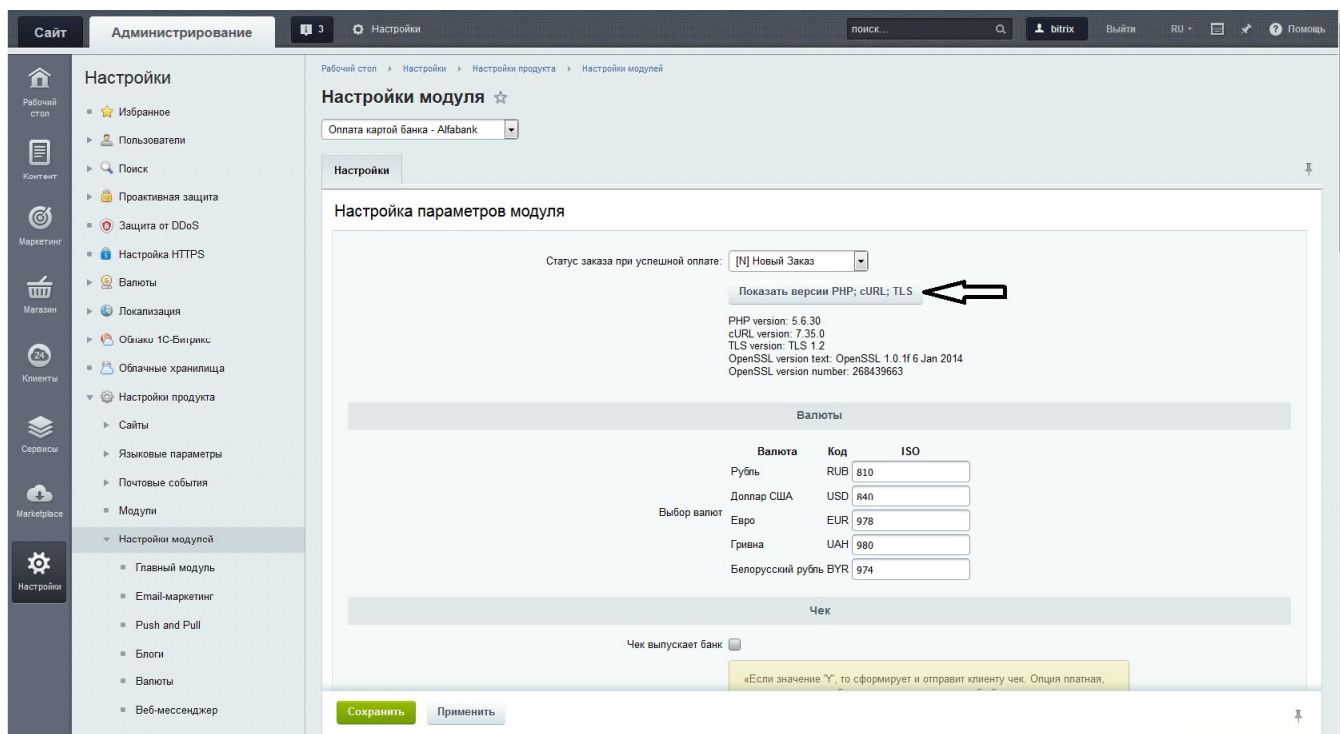 Сайт
Администрирование
3
Настройки
поиск...
bitrix
Выйти
RU
Помощь
Рабочий стол
Контент
Маркетинг
Магазин
24
Клиенты
Сервисы
Marketplace
Настройки
Настройки
Избранное
Пользователи
Поиск
Проактивная защита
Защита от DDoS
Настройка HTTPS
Валюты
Локализация
Облако 1С-Битрикс
Облачные хранилища
Настройки продукта
Сайты
Языковые параметры
Почтовые события
Модули
Настройки модулей
Главный модуль
Email-маркетинг
Push and Pull
Блоги
Валюты
Веб-мессенджер
Рабочий стол Настройки Настройки продукта Настройки модулей
Настройки модуля
Оплата картой банка - Alfabank
Настройки
Настройка параметров модуля
Статус заказа при успешной оплате: [N] Новый Заказ
Показать версии PHP; cURL; TLS
PHP version: 5.6.30
cURL version: 7.35.0
TLS version: TLS 1.2
OpenSSL version text: OpenSSL 1.0.1f 6 Jan 2014
OpenSSL version number: 268439663
Валюты
Валюта Код ISO
Рубль RUB 810
Доллар США USD 840
Выбор валют
Евро EUR 978
Гривна UAH 980
Белорусский рубль BYR 974
Чек
Чек выпускает банк
«Если значение 'Y', то сформирует и отправит клиенту чек. Опция платная,
Сохранить
Применить